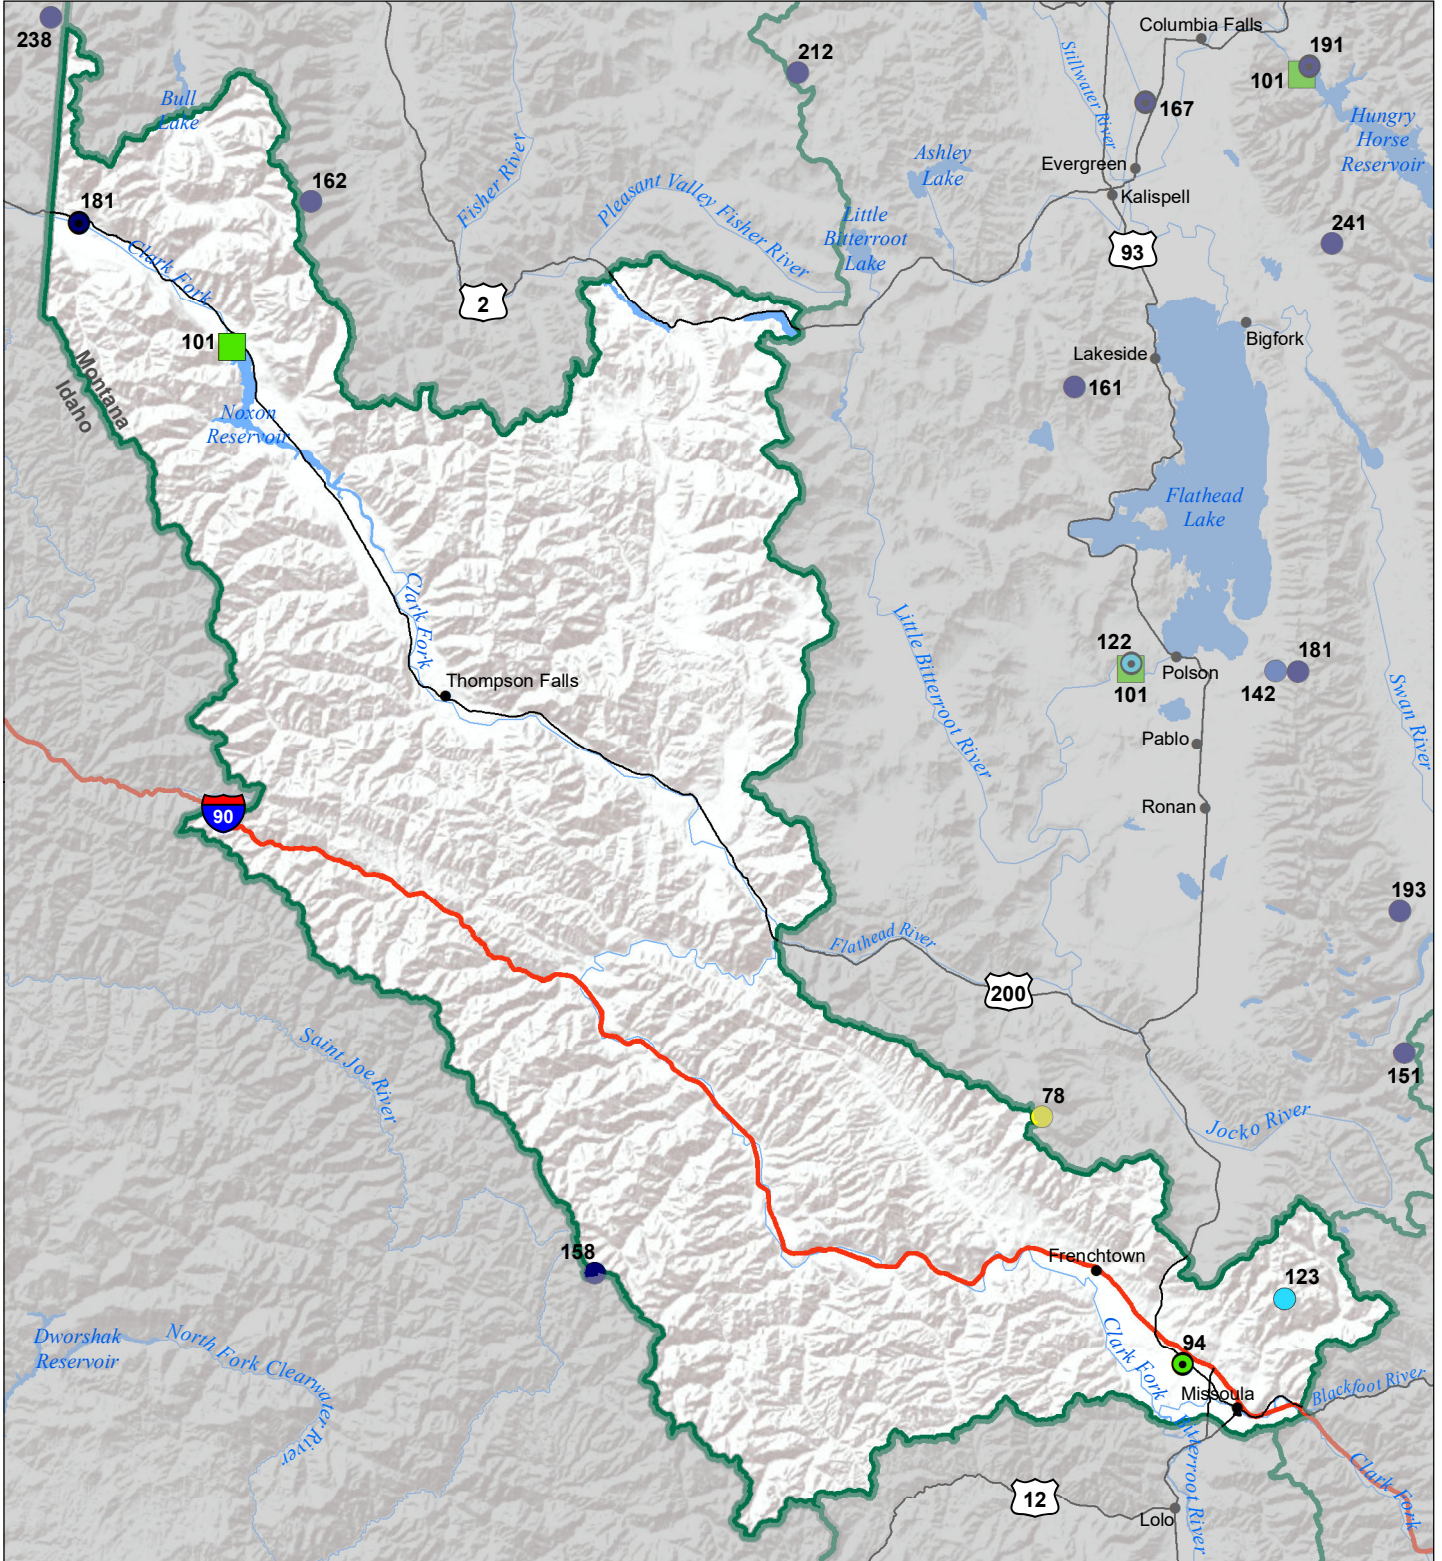 238
Bull
Lake
212
Columbia Falls
191
101
167
Stillwater River
Hungry
Horse
Reservoir
Fisher River
Ashley
Lake
Evergreen
Kalispell
162
181
Pleasant Valley Fisher River
Little
Bitterroot
Lake
93
241
Clark Fork
2
101
Montana
Idaho
Lakeside
Bigfork
161
Noxon
Reservoir
Flathead
Lake
Clark Fork
Little Bitterroot River
Thompson Falls
122
101
Polson
142
181
Swan River
Pablo
Ronan
90
193
Flathead River
200
Saint Joe River
151
78
Jocko River
158
Frenchtown
123
Dworshak
Reservoir
North Fork Clearwater River
Clark Fork
94
Missoula
Blackfoot River
Bitterroot River
Clark Fork
12
Lolo